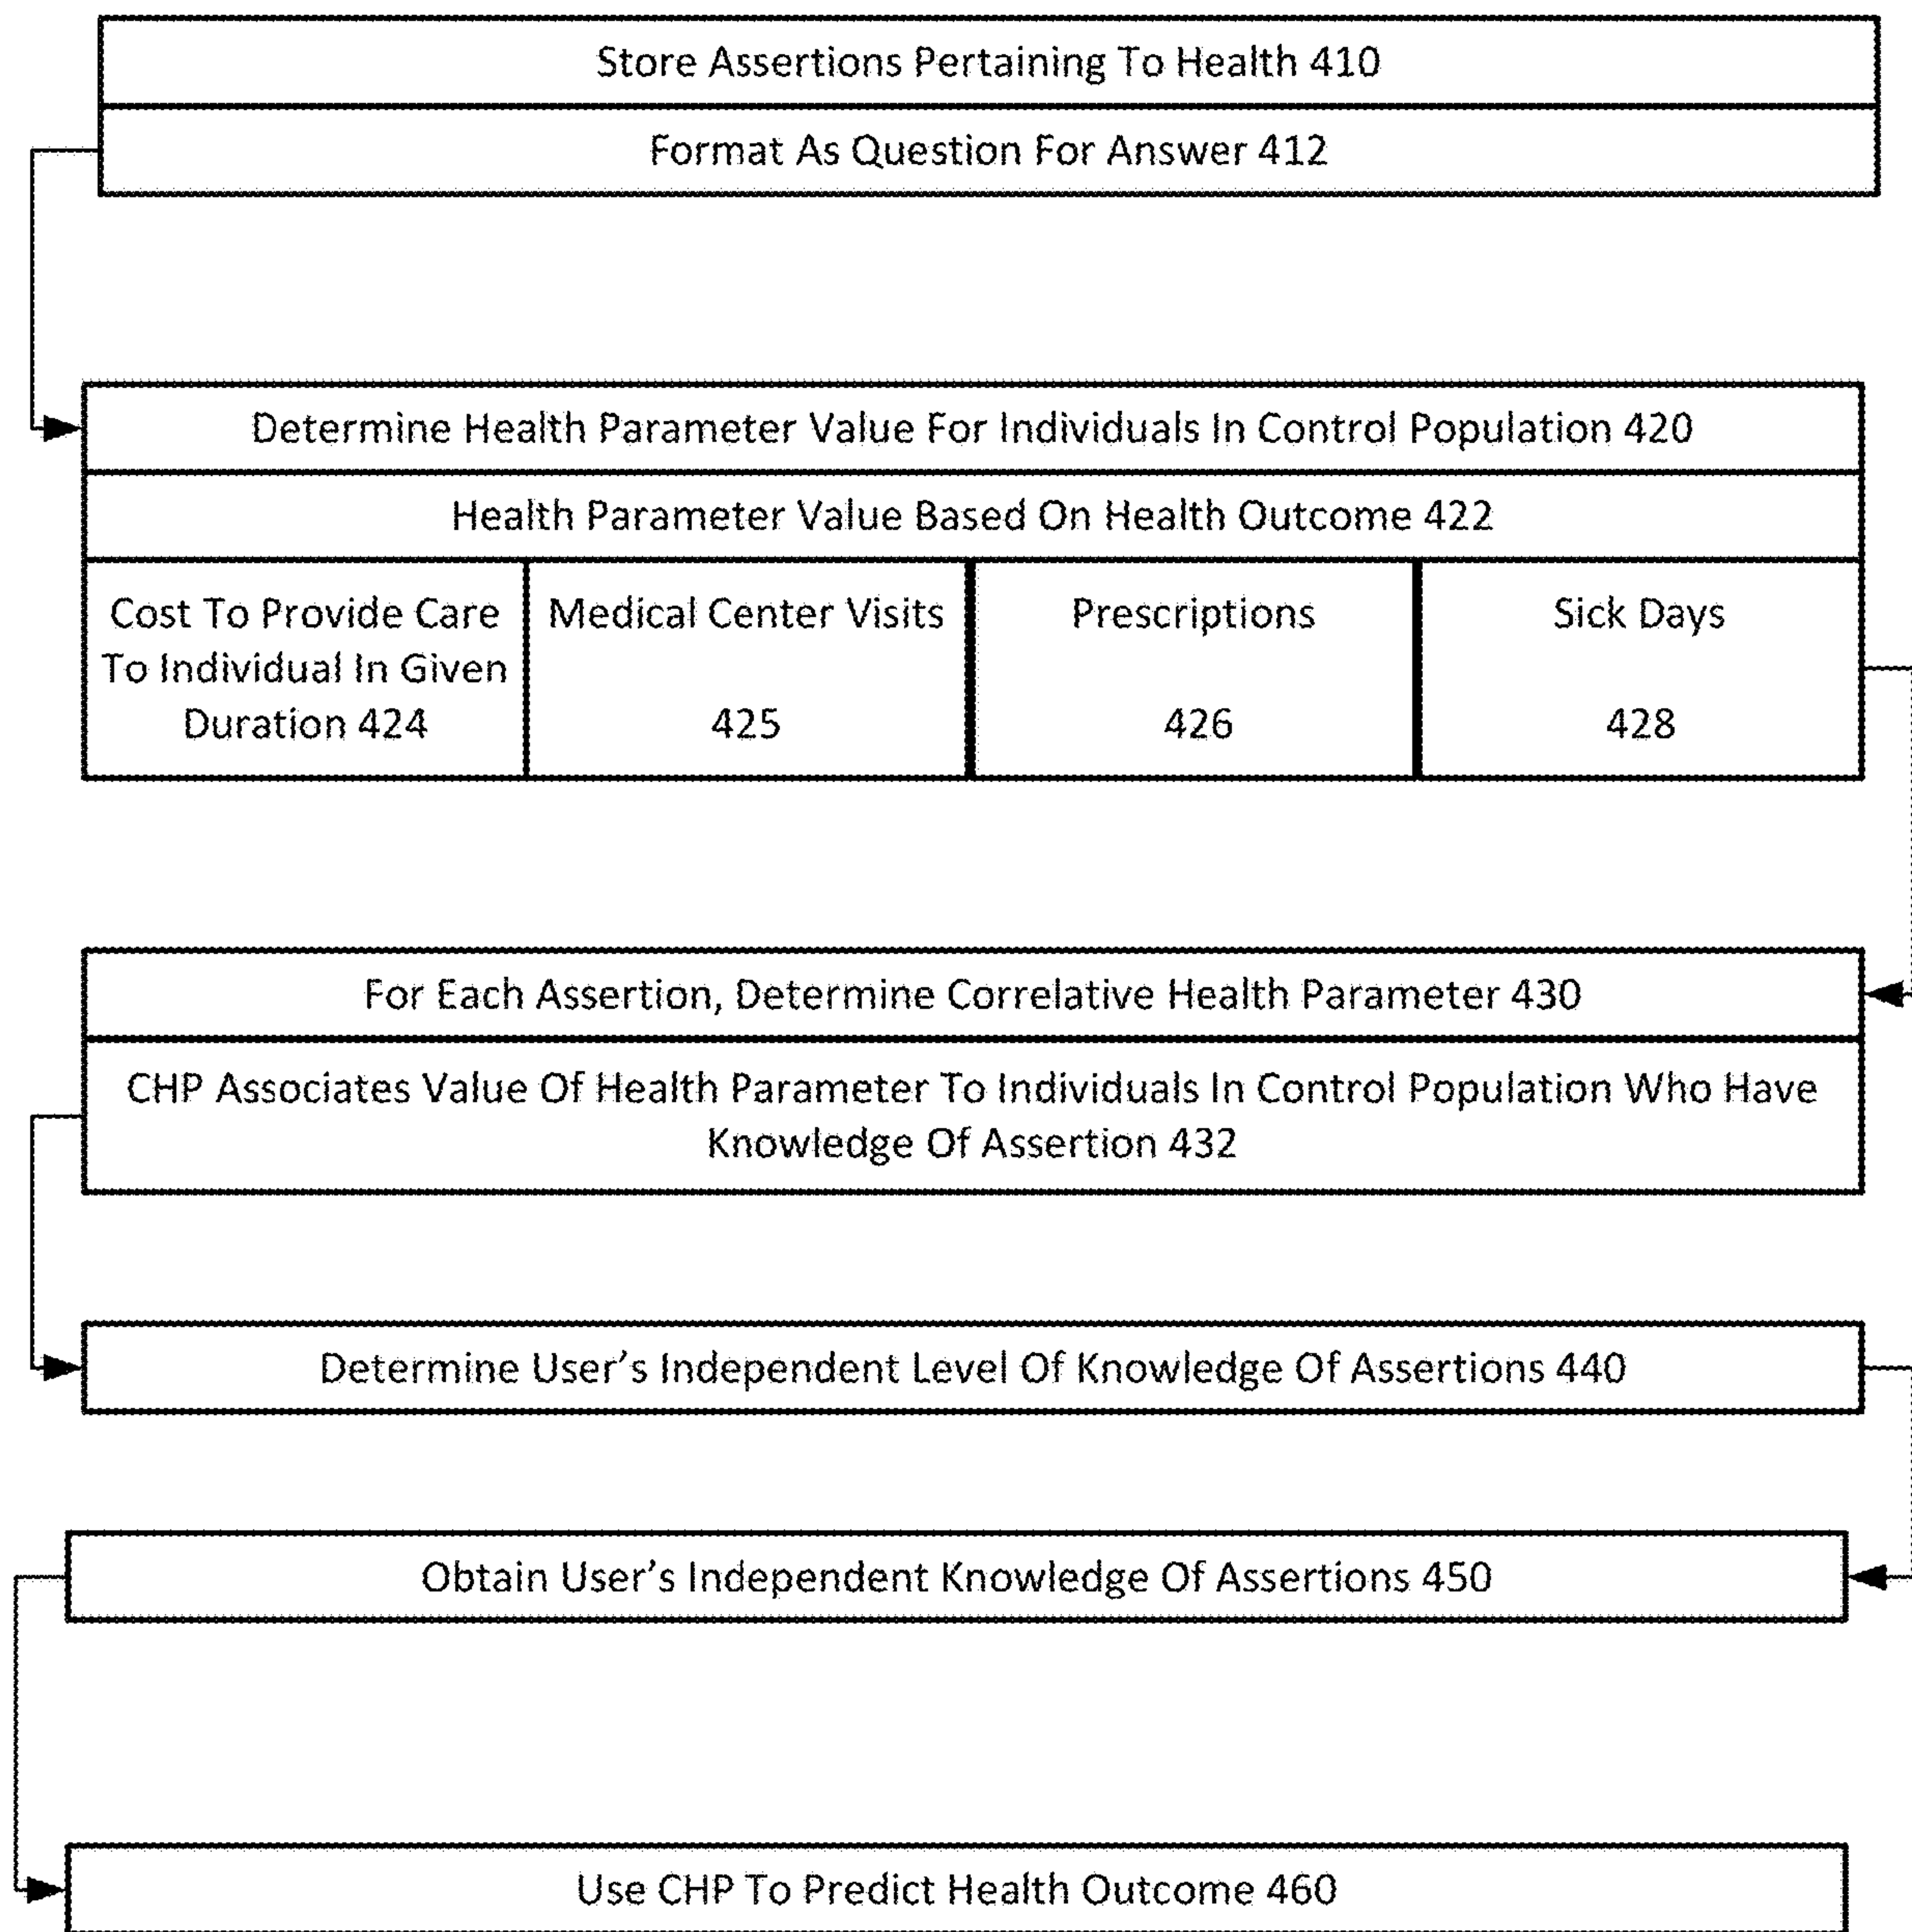 Store Assertions Pertaining To Health 410
Format As Question For Answer 412
Determine Health Parameter Value For Individuals In Control Population 420
Health Parameter Value Based On Health Outcome 422
Cost To Provide Care
To Individual In Given
Duration 424
Medical Center Visits
425
Prescriptions
426
Sick Days
428
For Each Assertion, Determine Correlative Health Parameter 430
CHP Associates Value Of Health Parameter To Individuals In Control Population Who Have
Knowledge Of Assertion 432
Determine User's Independent Level Of Knowledge Of Assertions 440
Obtain User's Independent Knowledge Of Assertions 450
Use CHP To Predict Health Outcome 460